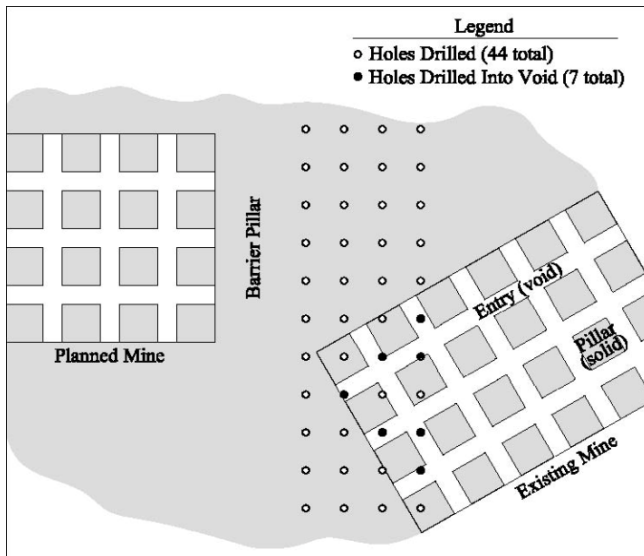 Legend
Holes Drilled (44 total)
Holes Drilled Into Void (7 total)
Barrier Pillar
Entry (void)
Pillar
(solid)
Planned Mine
Existing Mine